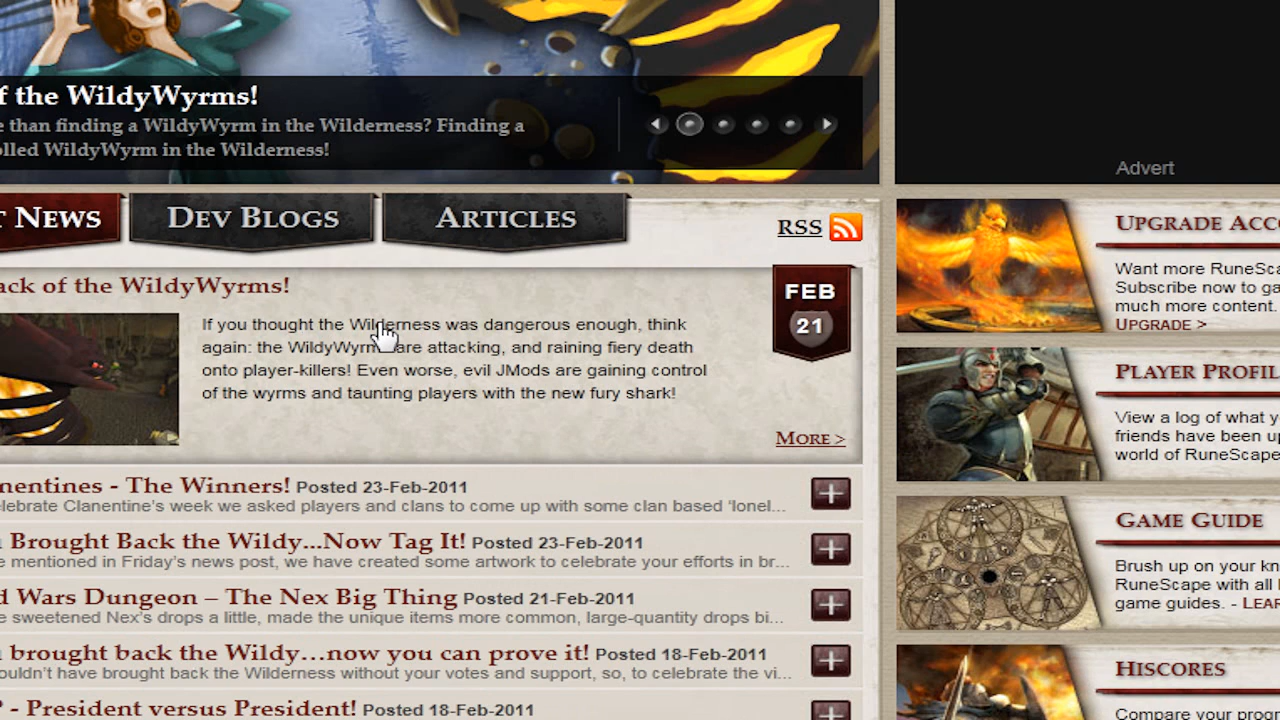 f the WildyWyrms!
e than finding a WildyWyrm in the Wilderness? Finding a
olled WildyWyrm in the Wilderness!
Advert
t News
Dev Blogs
Articles
RSS
ack of the WildyWyrms!
FEB
21
If you thought the Wilderness was dangerous enough, think
again: the WildyWyrms are attacking, and raining fiery death
onto player-killers! Even worse, evil JMods are gaining control
of the wyrms and taunting players with the new fury shark!
More >
nentines - The Winners! Posted 23-Feb-2011
elebrate Clanentine's week we asked players and clans to come up with some clan based 'lonel...
u Brought Back the Wildy...Now Tag It! Posted 23-Feb-2011
e mentioned in Friday's news post, we have created some artwork to celebrate your efforts in br...
d Wars Dungeon – The Nex Big Thing Posted 21-Feb-2011
e sweetened Nex's drops a little, made the unique items more common, large-quantity drops bi...
u brought back the Wildy...now you can prove it! Posted 18-Feb-2011
ouldn't have brought back the Wilderness without your votes and support, so, to celebrate the vi...
P - President versus President! Posted 18-Feb-2011
Upgrade Acco
Want more RuneSca
Subscribe now to ga
much more content.
UPGRADE >
Player Profil
View a log of what y
friends have been up
world of RuneScape
Game Guide
Brush up on your kn
RuneScape with all
game guides. - LEAR
Hiscores
Compare your progr